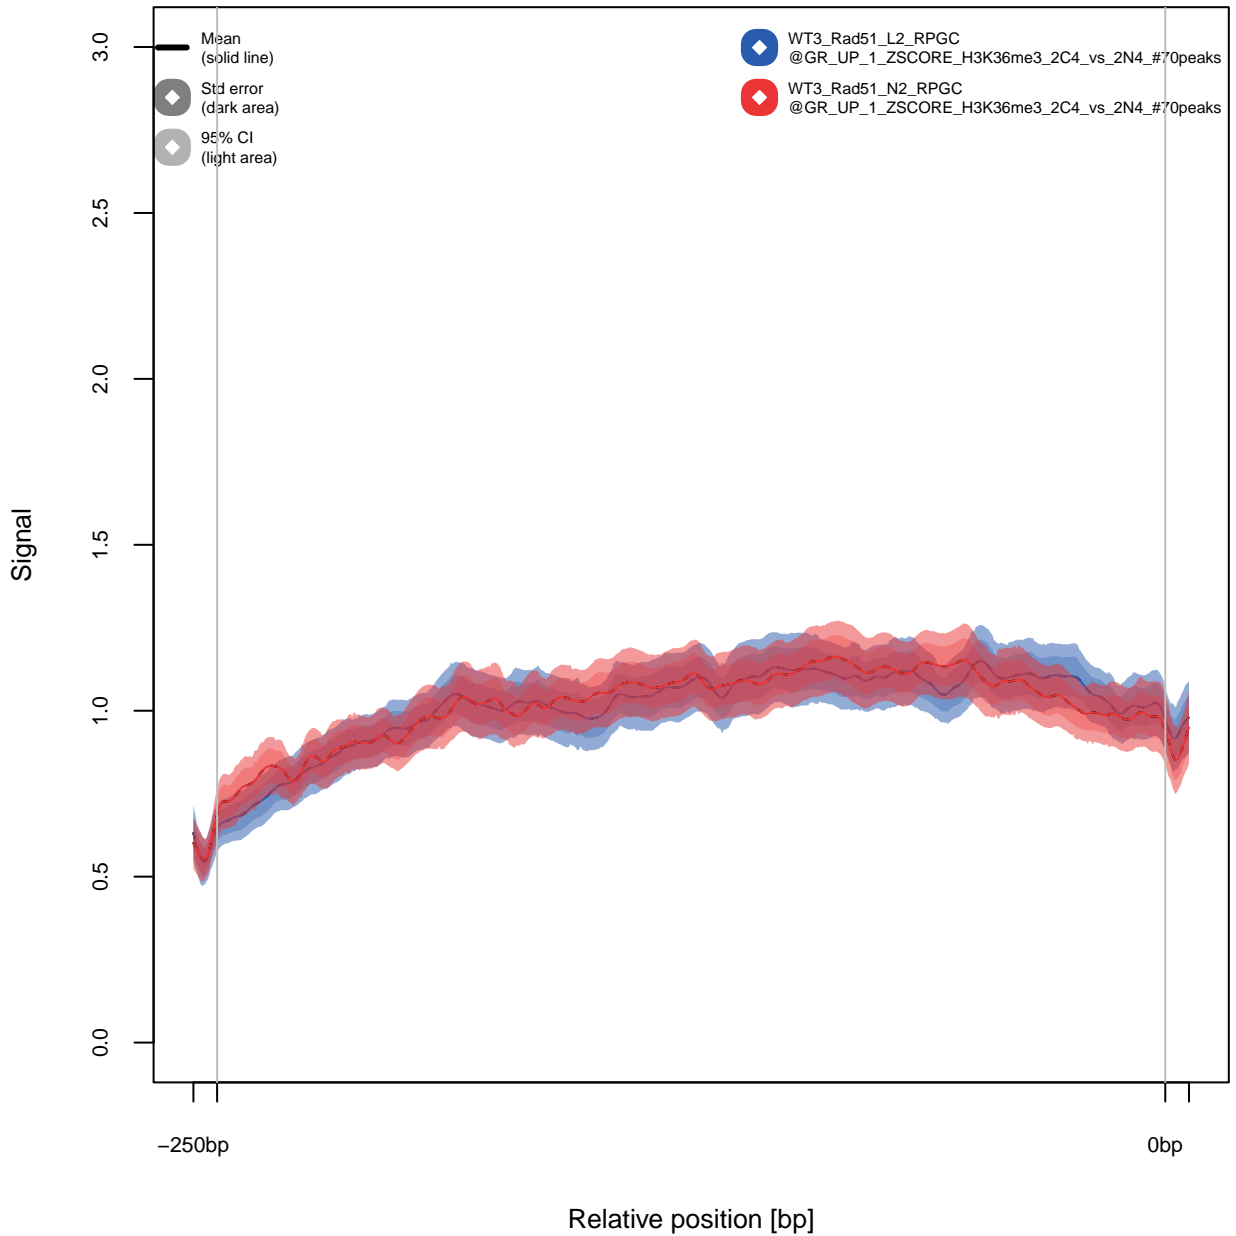 Mean
(solid line)
Std error
(dark area)
95% CI
(light area)
WT3_Rad51_L2_RPGC
@GR_UP_1_ZSCORE_H3K36me3_2C4_vs_2N4_#70peaks
WT3_Rad51_N2_RPGC
@GR_UP_1_ZSCORE_H3K36me3_2C4_vs_2N4_#70peaks
3.0
2.5
2.0
1.5
1.0
0.5
0.0
Signal
−250bp
0bp
Relative position [bp]